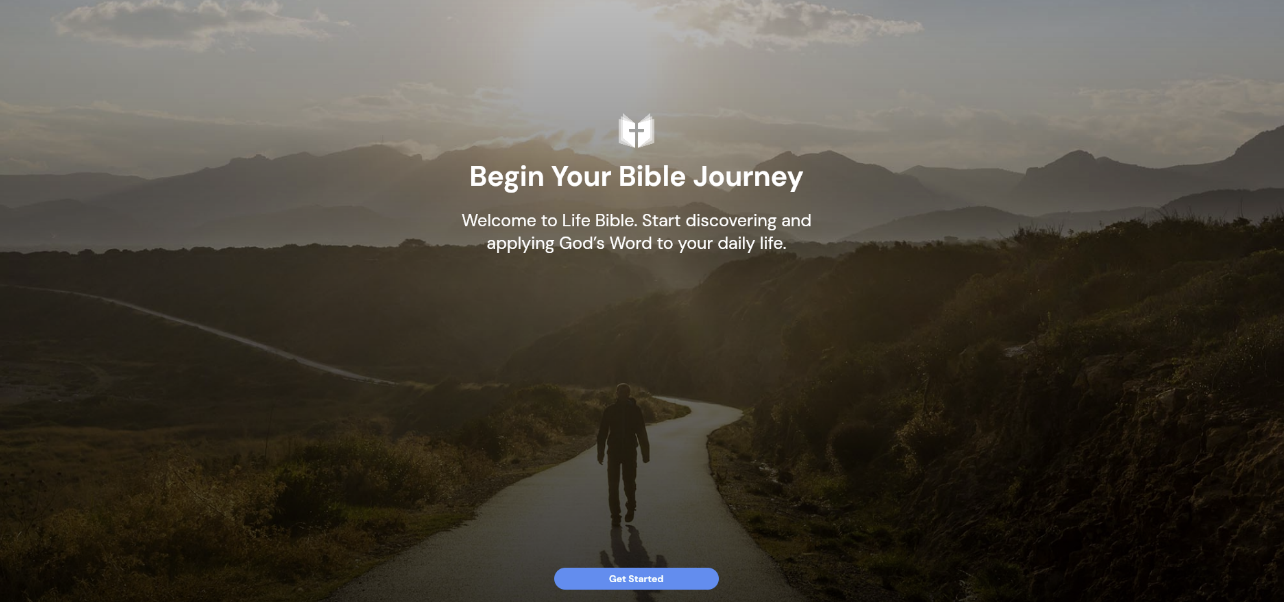 Begin Your Bible Journey
Welcome to Life Bible. Start discovering and
applying God’s Word to your daily life.
Get Started